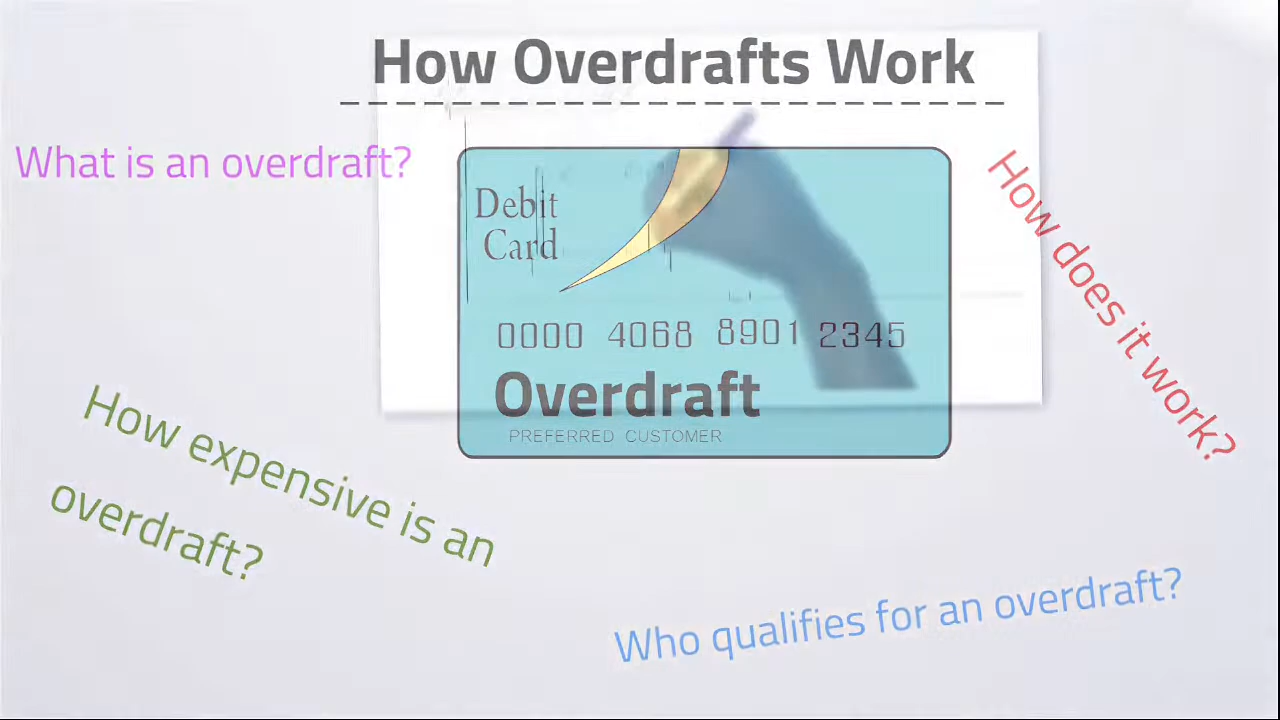 How Overdrafts Work
What is an overdraft?
How does it work?
Debit
Card
0000 4068 8901 2345
Overdraft
PREFERRED CUSTOMER
How expensive is an
overdraft?
Who qualifies for an overdraft?